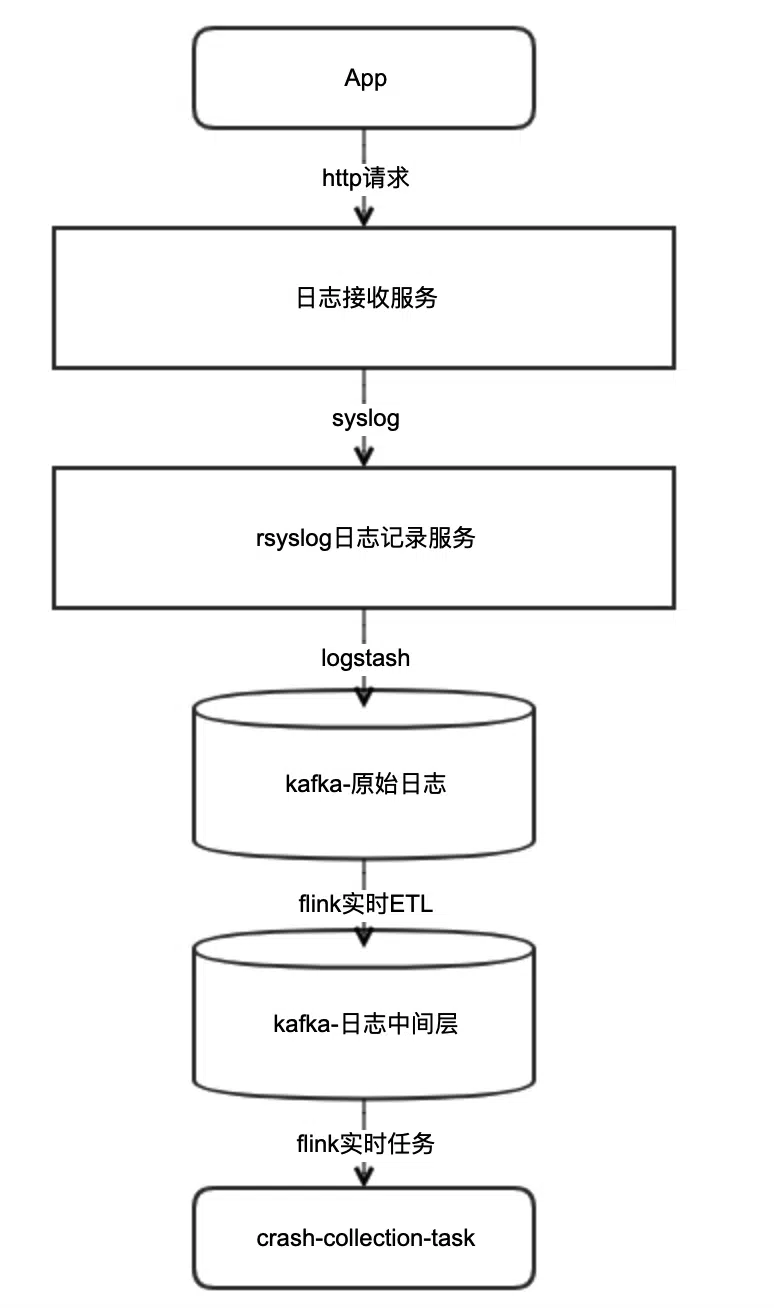 App
http请求
日志接收服务
syslog
rsyslog日志记录服务
logstash
kafka-原始日志
flink实时ETL
kafka-日志中间层
flink实时任务
crash-collection-task